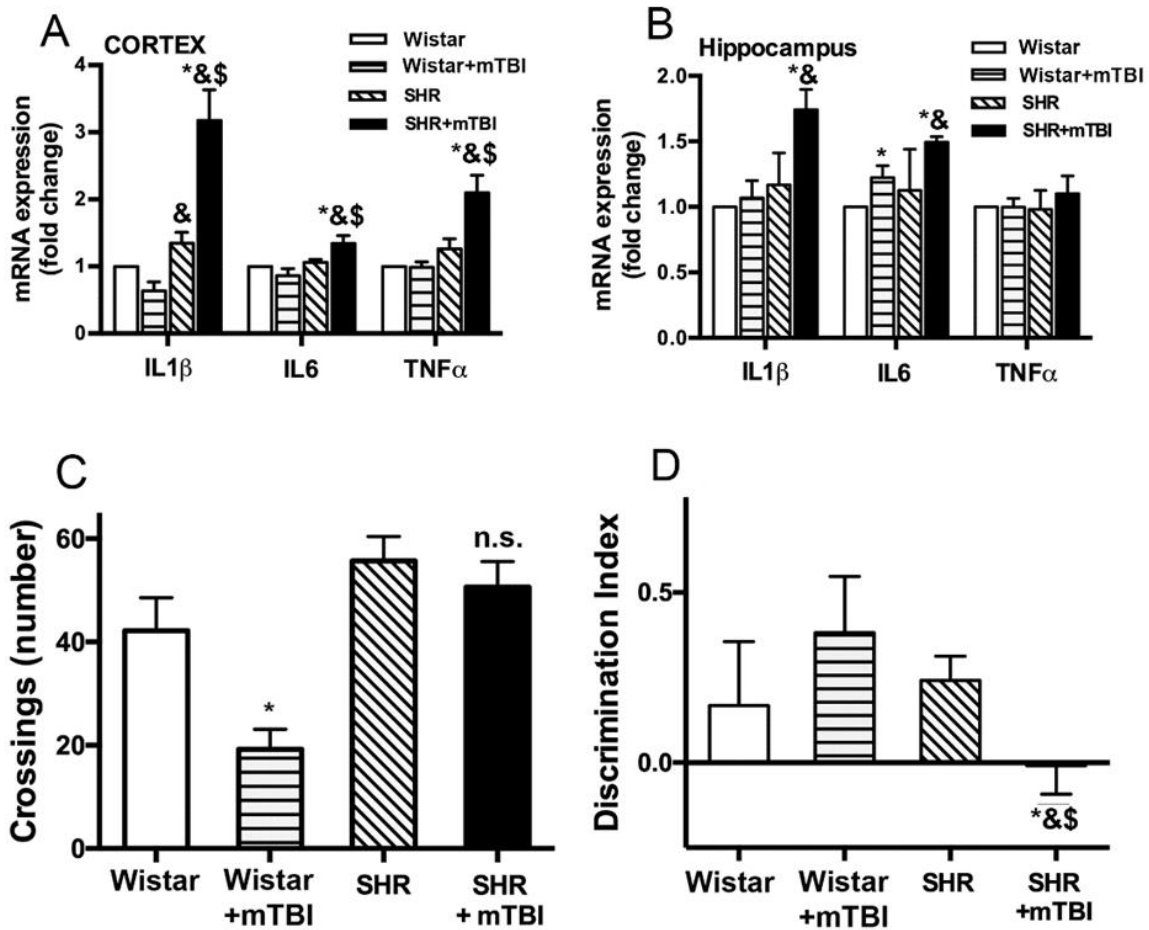 A
CORTEX
Wistar
Wistar+mTBI
SHR
SHR+mTBI
mRNA expression
(fold change)
4
3
2
1
0
*&$
&
*&$
*&$
IL1β
IL6
TNFα
B
Hippocampus
Wistar
Wistar+mTBI
SHR
SHR+mTBI
mRNA expression
(fold change)
2.0
1.5
1.0
0.5
0.0
*&
*
*&
IL1β
IL6
TNFα
C
Crossings (number)
60
40
20
0
*
n.s.
Wistar
Wistar
+mTBI
SHR
SHR
+ mTBI
D
Discrimination Index
0.5
0.0
*&$
Wistar
Wistar
+mTBI
SHR
SHR
+mTBI